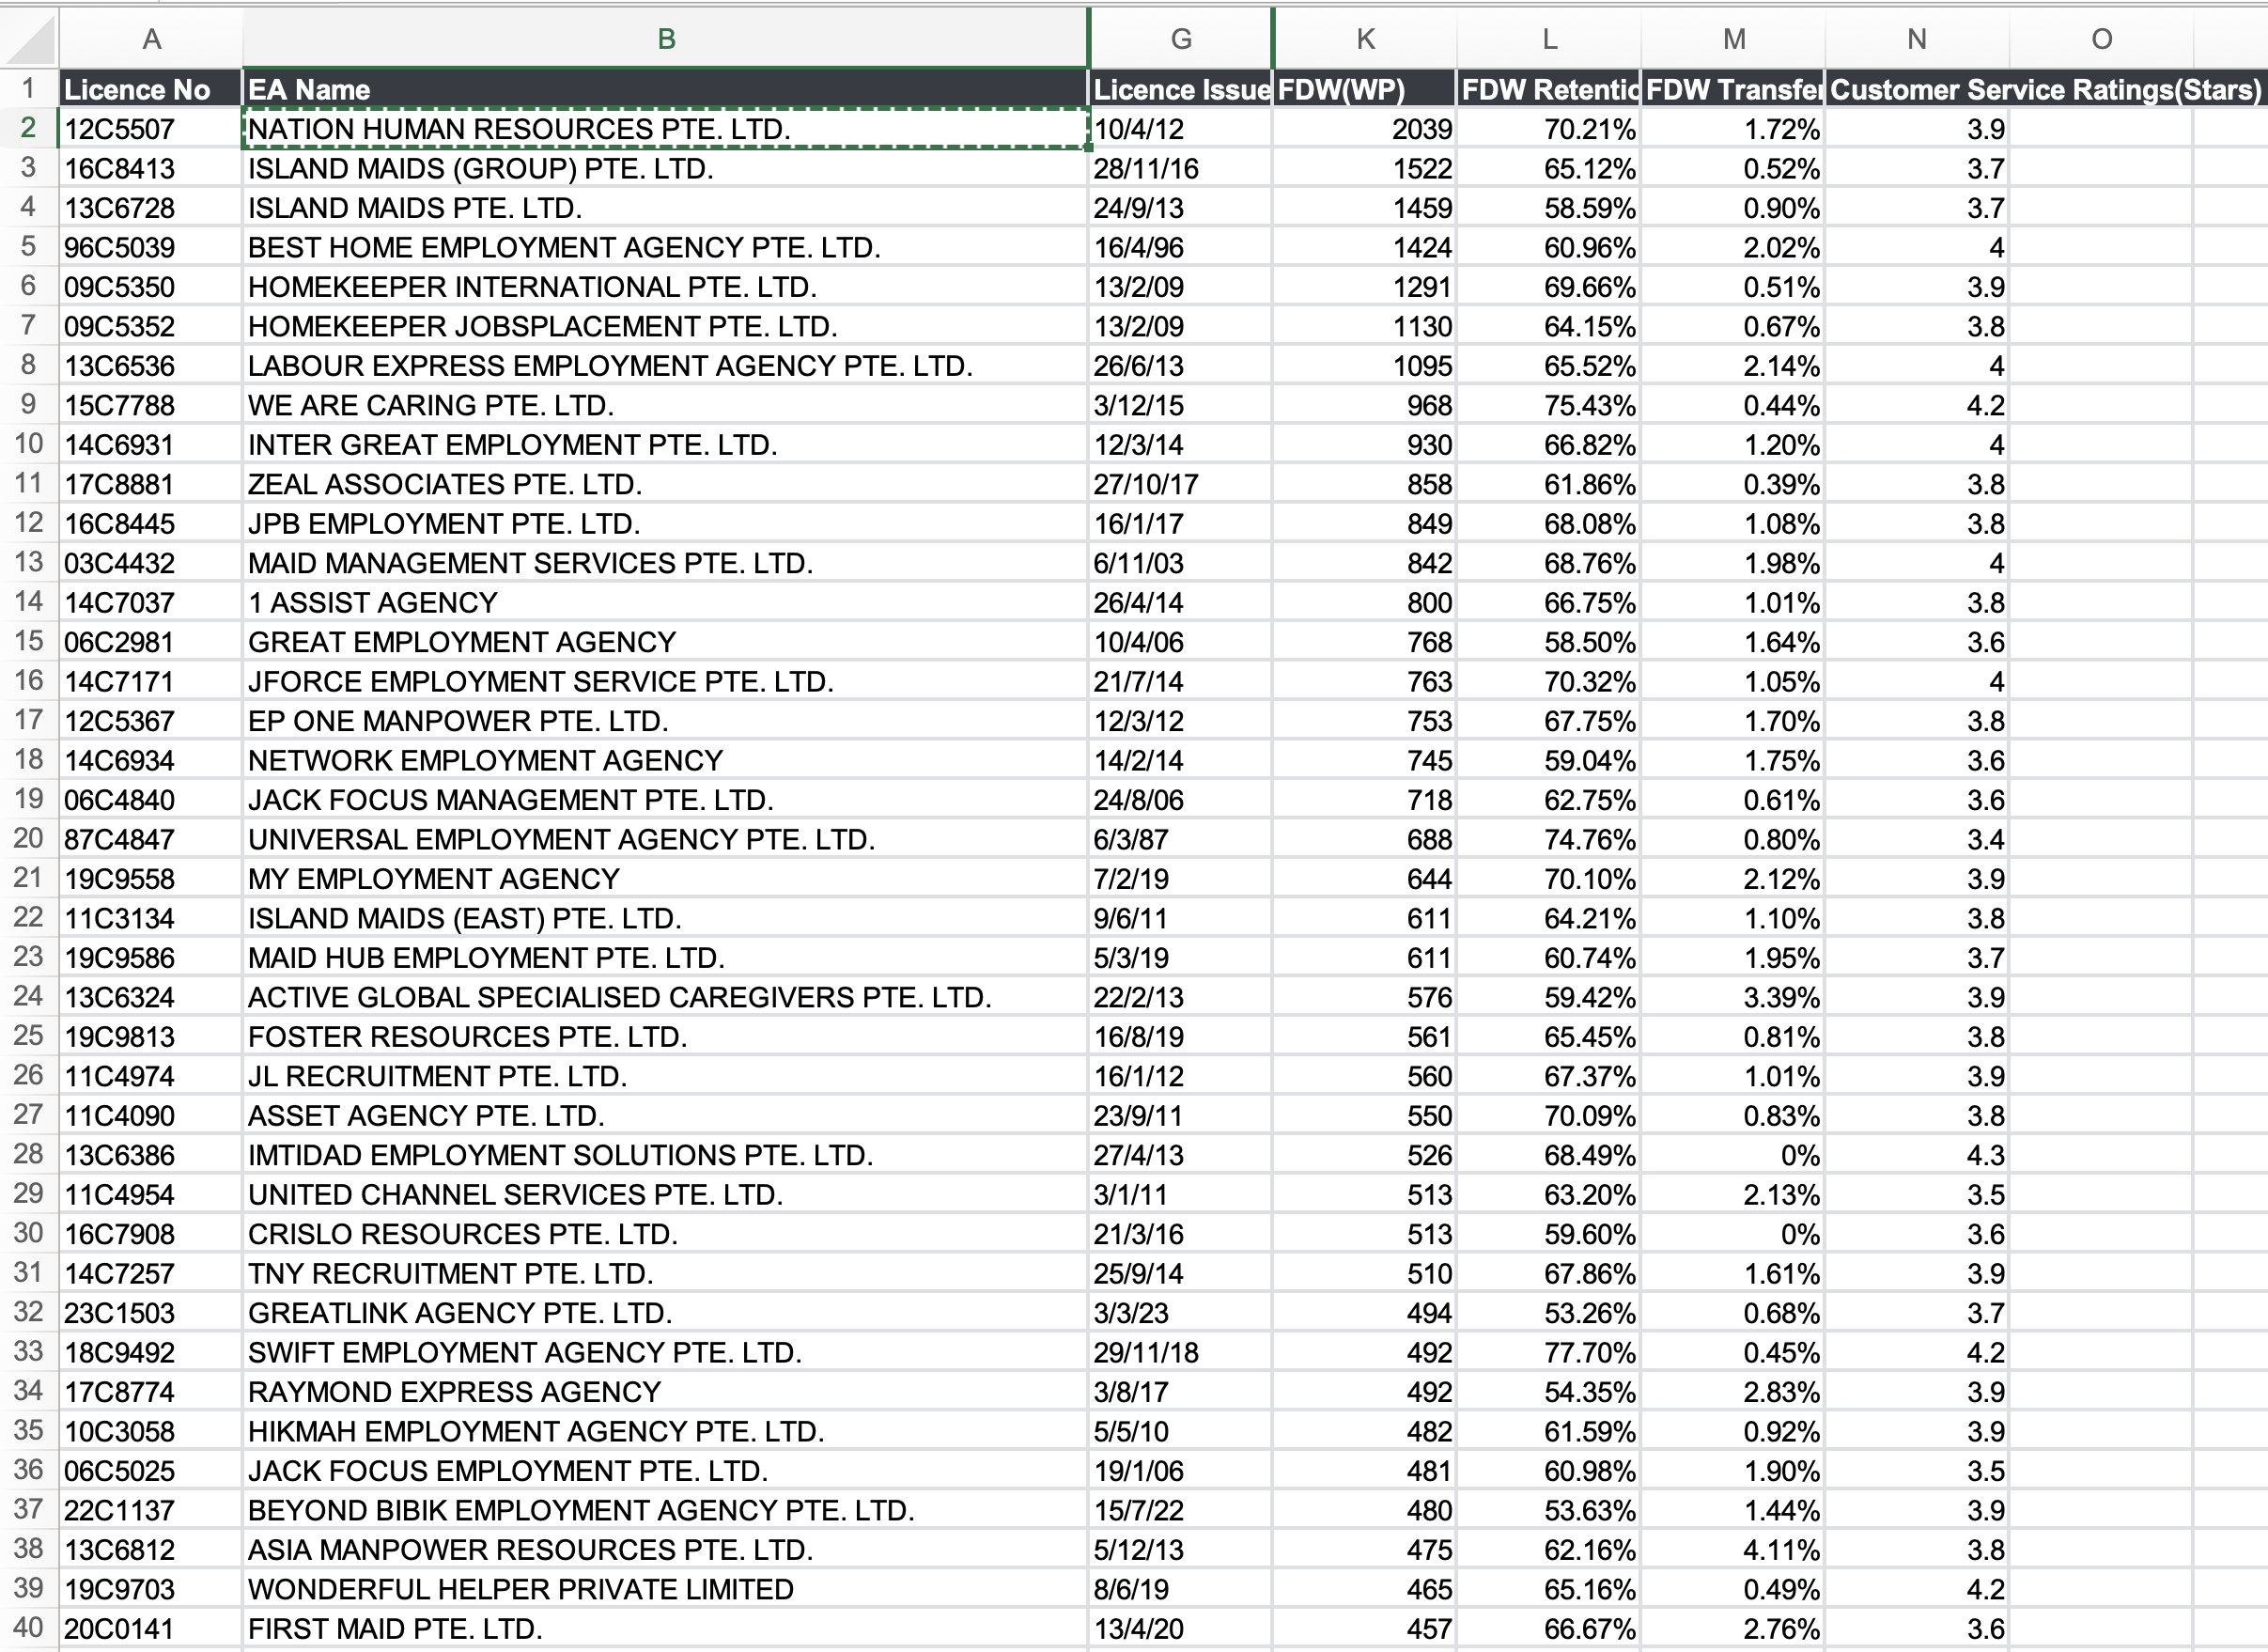 A B G K L M N O
1 Licence No EA Name Licence Issue FDW(WP) FDW Retentio FDW Transfer Customer Service Ratings(Stars)
2 12C5507 NATION HUMAN RESOURCES PTE. LTD. 10/4/12 2039 70.21% 1.72% 3.9
3 16C8413 ISLAND MAIDS (GROUP) PTE. LTD. 28/11/16 1522 65.12% 0.52% 3.7
4 13C6728 ISLAND MAIDS PTE. LTD. 24/9/13 1459 58.59% 0.90% 3.7
5 96C5039 BEST HOME EMPLOYMENT AGENCY PTE. LTD. 16/4/96 1424 60.96% 2.02% 4
6 09C5350 HOMEKEEPER INTERNATIONAL PTE. LTD. 13/2/09 1291 69.66% 0.51% 3.9
7 09C5352 HOMEKEEPER JOBSPLACEMENT PTE. LTD. 13/2/09 1130 64.15% 0.67% 3.8
8 13C6536 LABOUR EXPRESS EMPLOYMENT AGENCY PTE. LTD. 26/6/13 1095 65.52% 2.14% 4
9 15C7788 WE ARE CARING PTE. LTD. 3/12/15 968 75.43% 0.44% 4.2
10 14C6931 INTER GREAT EMPLOYMENT PTE. LTD. 12/3/14 930 66.82% 1.20% 4
11 17C8881 ZEAL ASSOCIATES PTE. LTD. 27/10/17 858 61.86% 0.39% 3.8
12 16C8445 JPB EMPLOYMENT PTE. LTD. 16/1/17 849 68.08% 1.08% 3.8
13 03C4432 MAID MANAGEMENT SERVICES PTE. LTD. 6/11/03 842 68.76% 1.98% 4
14 14C7037 1 ASSIST AGENCY 26/4/14 800 66.75% 1.01% 3.8
15 06C2981 GREAT EMPLOYMENT AGENCY 10/4/06 768 58.50% 1.64% 3.6
16 14C7171 JFORCE EMPLOYMENT SERVICE PTE. LTD. 21/7/14 763 70.32% 1.05% 4
17 12C5367 EP ONE MANPOWER PTE. LTD. 12/3/12 753 67.75% 1.70% 3.8
18 14C6934 NETWORK EMPLOYMENT AGENCY 14/2/14 745 59.04% 1.75% 3.6
19 06C4840 JACK FOCUS MANAGEMENT PTE. LTD. 24/8/06 718 62.75% 0.61% 3.6
20 87C4847 UNIVERSAL EMPLOYMENT AGENCY PTE. LTD. 6/3/87 688 74.76% 0.80% 3.4
21 19C9558 MY EMPLOYMENT AGENCY 7/2/19 644 70.10% 2.12% 3.9
22 11C3134 ISLAND MAIDS (EAST) PTE. LTD. 9/6/11 611 64.21% 1.10% 3.8
23 19C9586 MAID HUB EMPLOYMENT PTE. LTD. 5/3/19 611 60.74% 1.95% 3.7
24 13C6324 ACTIVE GLOBAL SPECIALISED CAREGIVERS PTE. LTD. 22/2/13 576 59.42% 3.39% 3.9
25 19C9813 FOSTER RESOURCES PTE. LTD. 16/8/19 561 65.45% 0.81% 3.8
26 11C4974 JL RECRUITMENT PTE. LTD. 16/1/12 560 67.37% 1.01% 3.9
27 11C4090 ASSET AGENCY PTE. LTD. 23/9/11 550 70.09% 0.83% 3.8
28 13C6386 IMTIDAD EMPLOYMENT SOLUTIONS PTE. LTD. 27/4/13 526 68.49% 0% 4.3
29 11C4954 UNITED CHANNEL SERVICES PTE. LTD. 3/1/11 513 63.20% 2.13% 3.5
30 16C7908 CRISLO RESOURCES PTE. LTD. 21/3/16 513 59.60% 0% 3.6
31 14C7257 TNY RECRUITMENT PTE. LTD. 25/9/14 510 67.86% 1.61% 3.9
32 23C1503 GREATLINK AGENCY PTE. LTD. 3/3/23 494 53.26% 0.68% 3.7
33 18C9492 SWIFT EMPLOYMENT AGENCY PTE. LTD. 29/11/18 492 77.70% 0.45% 4.2
34 17C8774 RAYMOND EXPRESS AGENCY 3/8/17 492 54.35% 2.83% 3.9
35 10C3058 HIKMAH EMPLOYMENT AGENCY PTE. LTD. 5/5/10 482 61.59% 0.92% 3.9
36 06C5025 JACK FOCUS EMPLOYMENT PTE. LTD. 19/1/06 481 60.98% 1.90% 3.5
37 22C1137 BEYOND BIBIK EMPLOYMENT AGENCY PTE. LTD. 15/7/22 480 53.63% 1.44% 3.9
38 13C6812 ASIA MANPOWER RESOURCES PTE. LTD. 5/12/13 475 62.16% 4.11% 3.8
39 19C9703 WONDERFUL HELPER PRIVATE LIMITED 8/6/19 465 65.16% 0.49% 4.2
40 20C0141 FIRST MAID PTE. LTD. 13/4/20 457 66.67% 2.76% 3.6